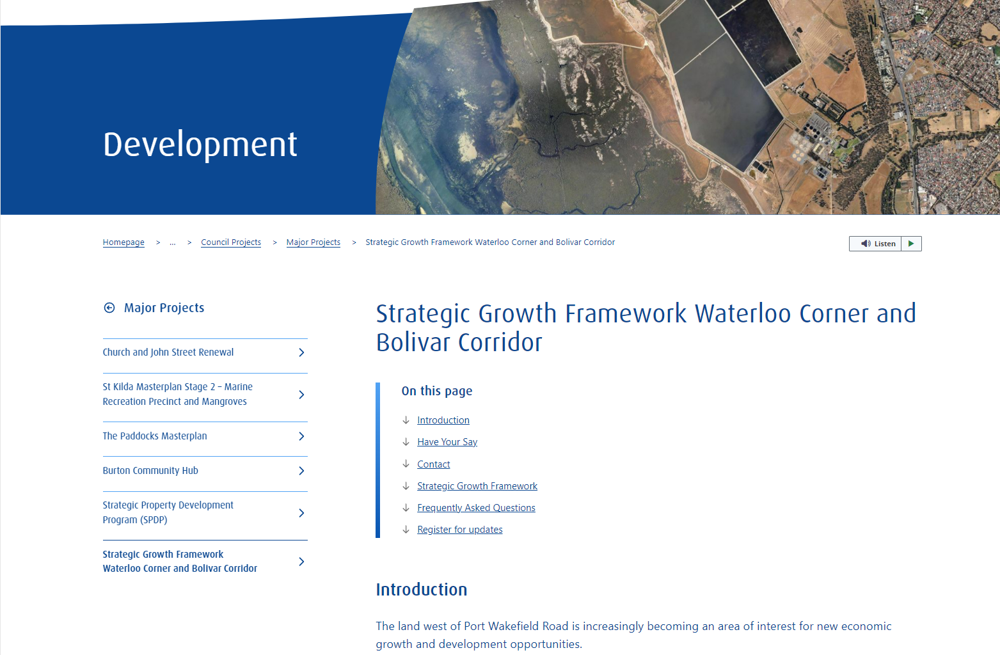 Development
Homepage > ... > Council Projects > Major Projects > Strategic Growth Framework Waterloo Corner and Bolivar Corridor
Listen
Major Projects
Church and John Street Renewal
St Kilda Masterplan Stage 2 – Marine
Recreation Precinct and Mangroves
The Paddocks Masterplan
Burton Community Hub
Strategic Property Development
Program (SPDP)
Strategic Growth Framework
Waterloo Corner and Bolivar Corridor
Strategic Growth Framework Waterloo Corner and
Bolivar Corridor
On this page
Introduction
Have Your Say
Contact
Strategic Growth Framework
Frequently Asked Questions
Register for updates
Introduction
The land west of Port Wakefield Road is increasingly becoming an area of interest for new economic
growth and development opportunities.